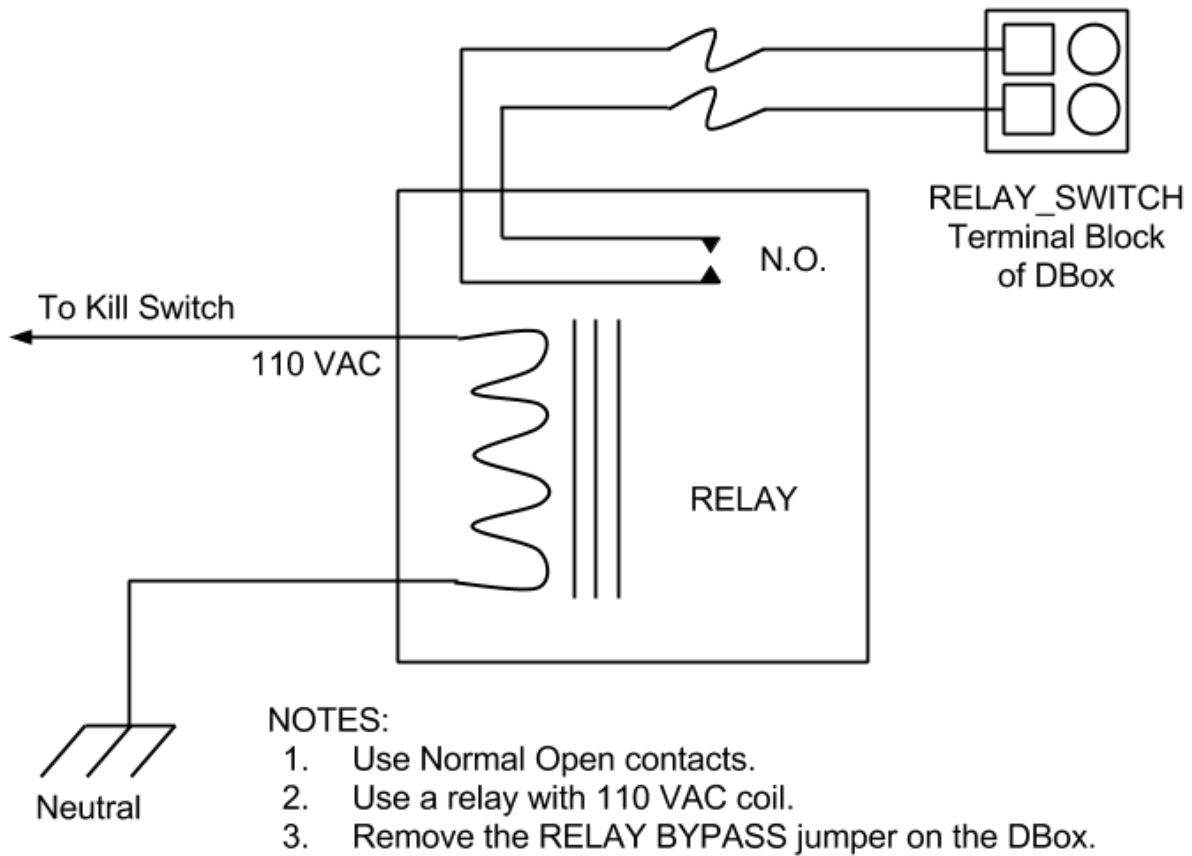 RELAY_SWITCH
Terminal Block
of DBox
N.O.
To Kill Switch
110 VAC
RELAY
Neutral
NOTES:
1. Use Normal Open contacts.
2. Use a relay with 110 VAC coil.
3. Remove the RELAY BYPASS jumper on the DBox.